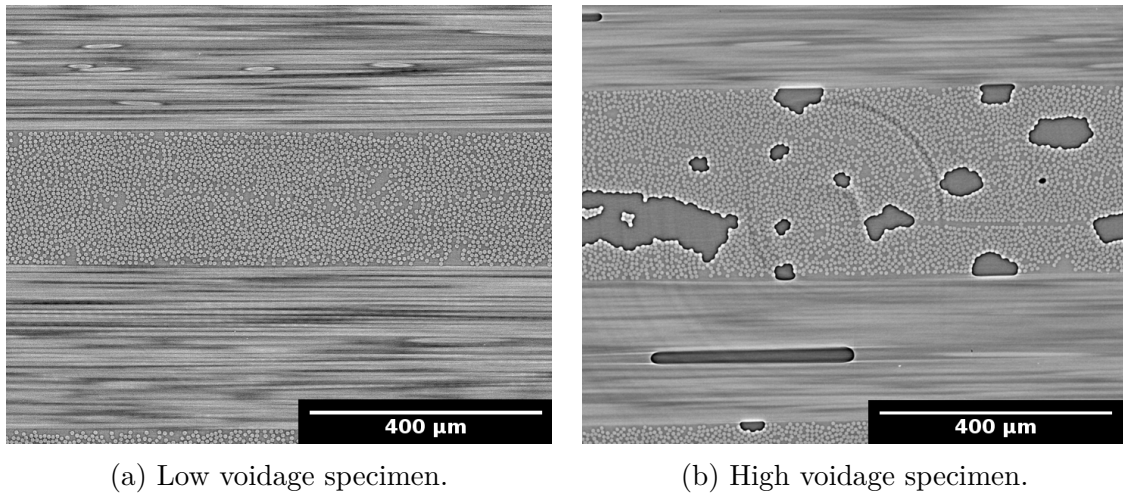 400 µm
400 µm
(a) Low voidage specimen.
(b) High voidage specimen.